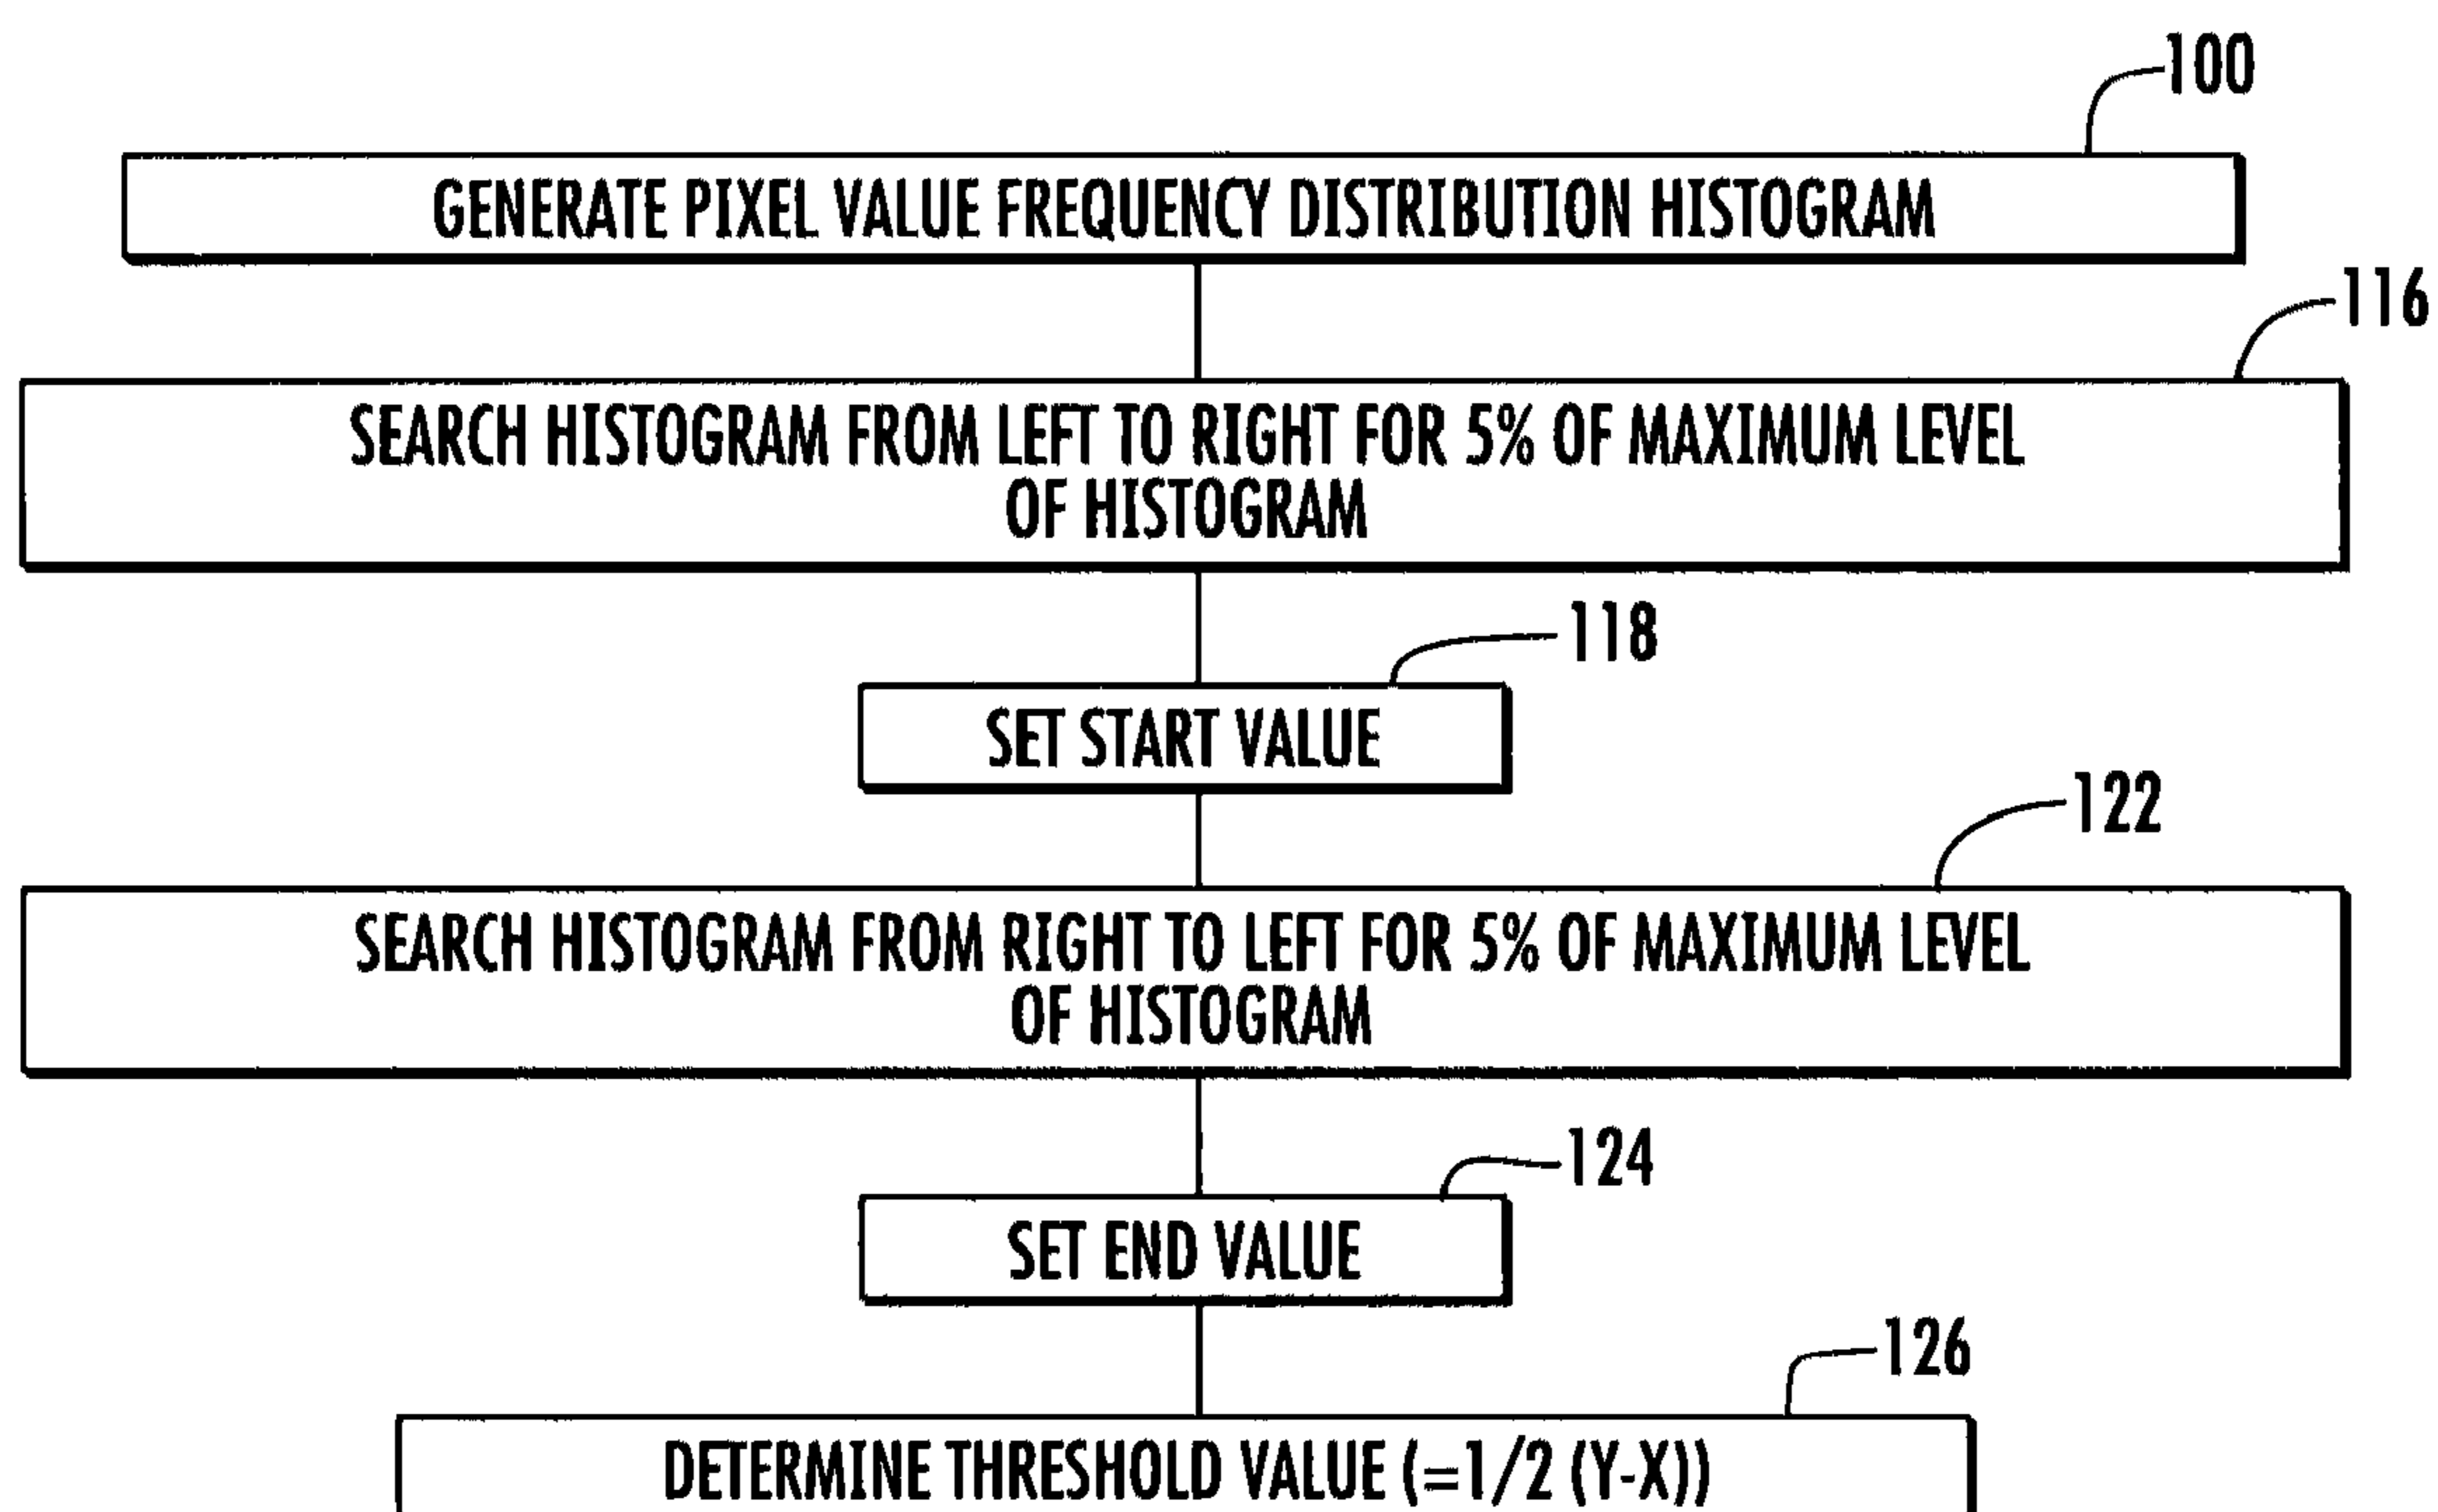 100
GENERATE PIXEL VALUE FREQUENCY DISTRIBUTION HISTOGRAM
116
SEARCH HISTOGRAM FROM LEFT TO RIGHT FOR 5% OF MAXIMUM LEVEL
OF HISTOGRAM
118
SET START VALUE
122
SEARCH HISTOGRAM FROM RIGHT TO LEFT FOR 5% OF MAXIMUM LEVEL
OF HISTOGRAM
124
SET END VALUE
126
DETERMINE THRESHOLD VALUE (=1/2 (Y-X))